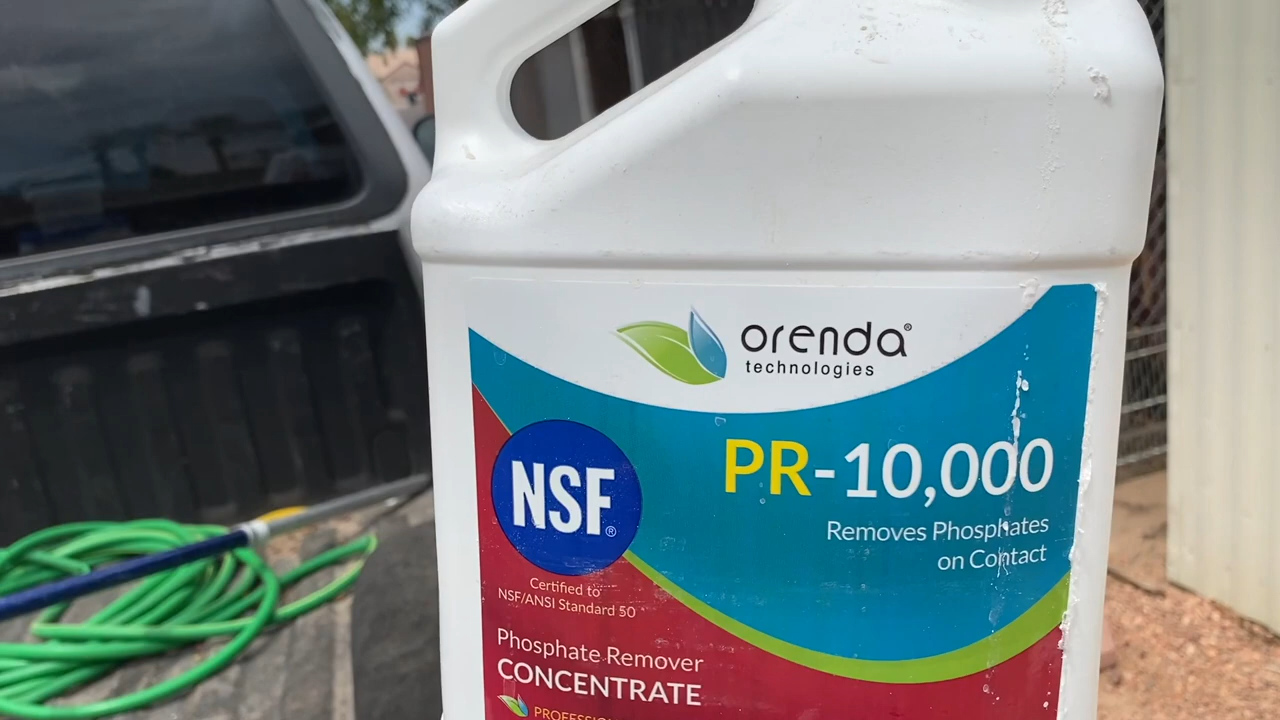 orenda®
technologies
PR-10,000
Removes Phosphates
on Contact
NSF®
Certified to
NSF/ANSI Standard 50
Phosphate Remover
CONCENTRATE